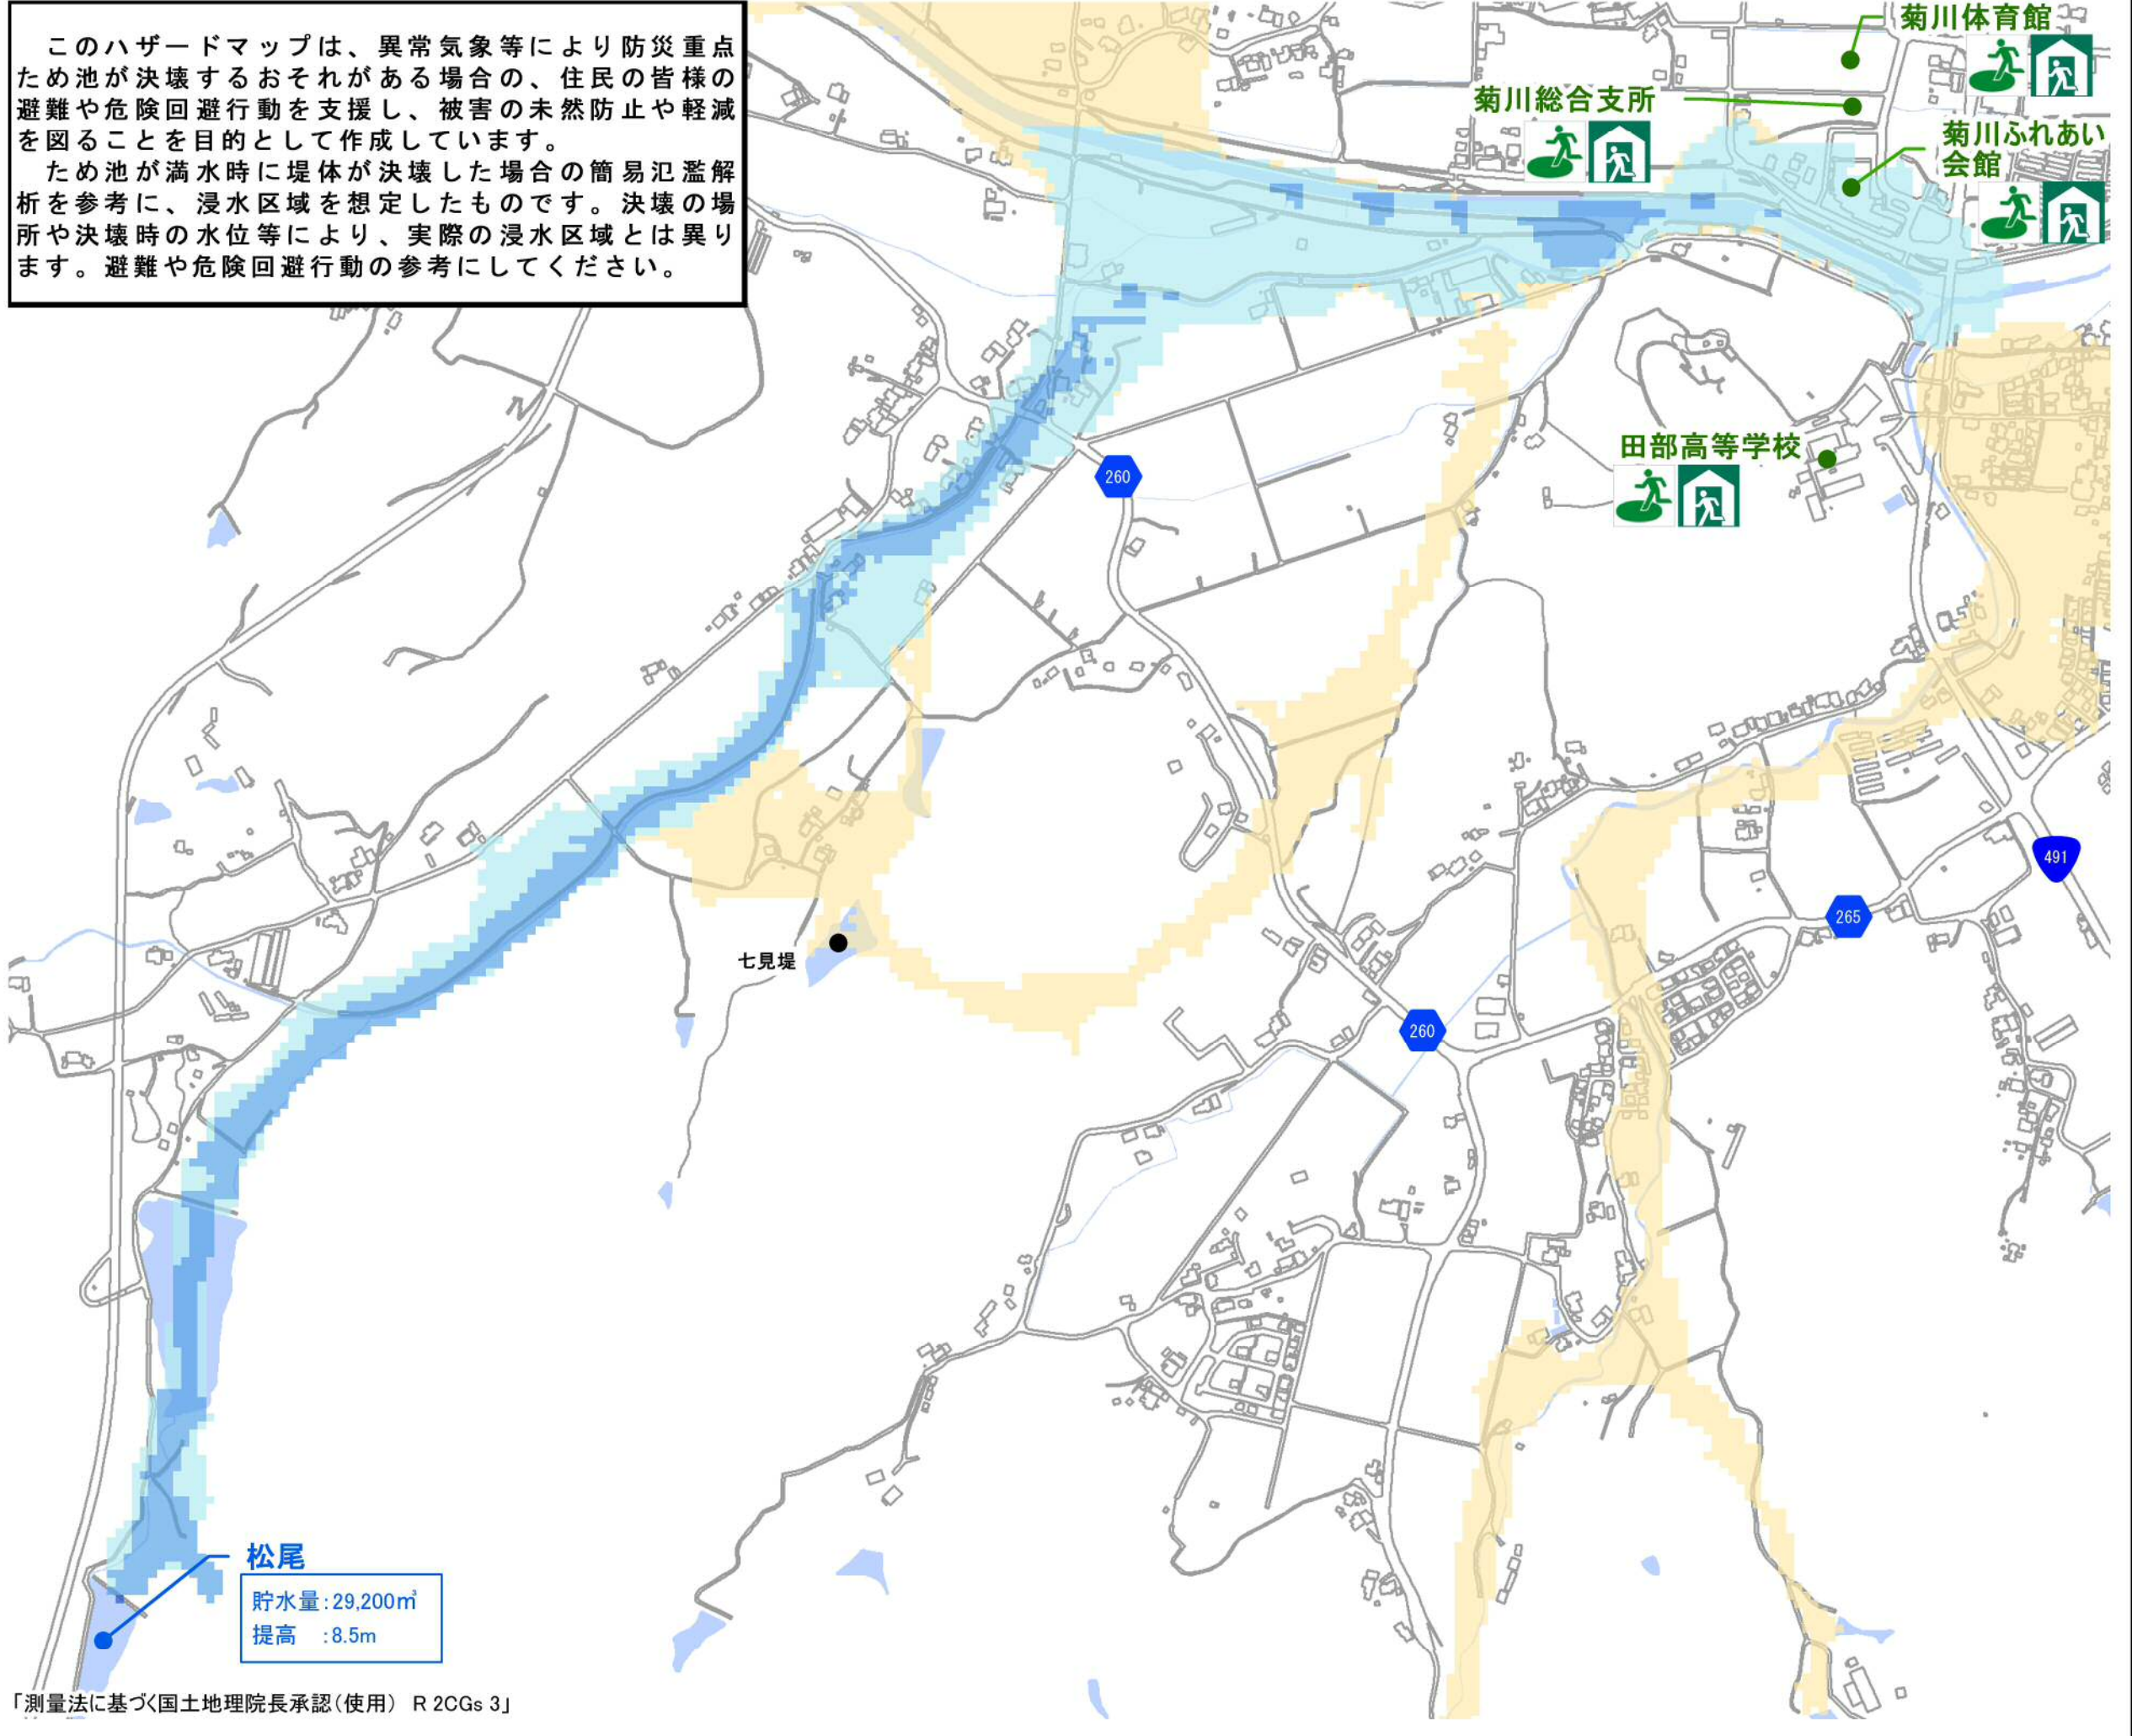 このハザードマップは、異常気象等により防災重点
ため池が決壊するおそれがある場合の、住民の皆様の
避難や危険回避行動を支援し、被害の未然防止や軽減
を図ることを目的として作成しています。
ため池が満水時に堤体が決壊した場合の簡易氾濫解
析を参考に、浸水区域を想定したものです。決壊の場
所や決壊時の水位等により、実際の浸水区域とは異り
ます。避難や危険回避行動の参考にしてください。
菊川体育館
菊川総合支所
菊川ふれあい
会館
田部高等学校
260
491
265
七見堤
260
松尾
貯水量:29,200㎥
提高 :8.5m
「測量法に基づく国土地理院長承認(使用) R 2CGs 3」